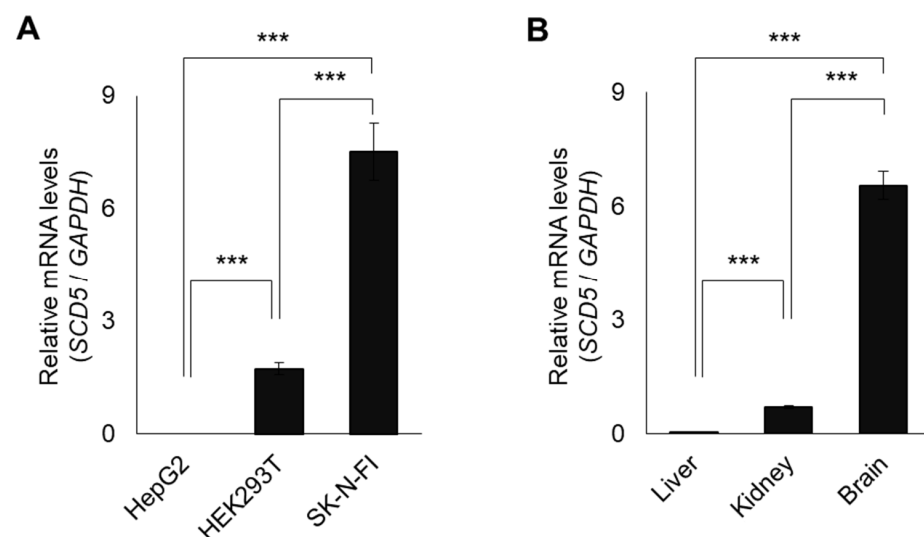 A
***
***
***
9
6
3
0
Relative mRNA levels
(SCD5 / GAPDH)
HepG2
HEK293T
SK-N-FI
B
***
***
***
9
6
3
0
Relative mRNA levels
(SCD5 / GAPDH)
Liver
Kidney
Brain